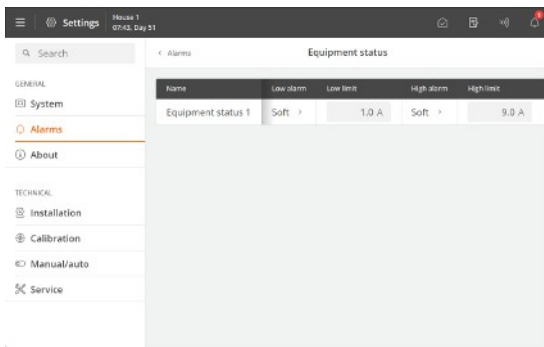 Settings
House 1
07:43, Day 51
1
Search
< Alarms
Equipment status
GENERAL
System
Alarms
About
TECHNICAL
Installation
Calibration
Manual/auto
Service
Name Low alarm Low limit High alarm High limit
Equipment status 1 Soft > 1.0 A Soft > 9.0 A